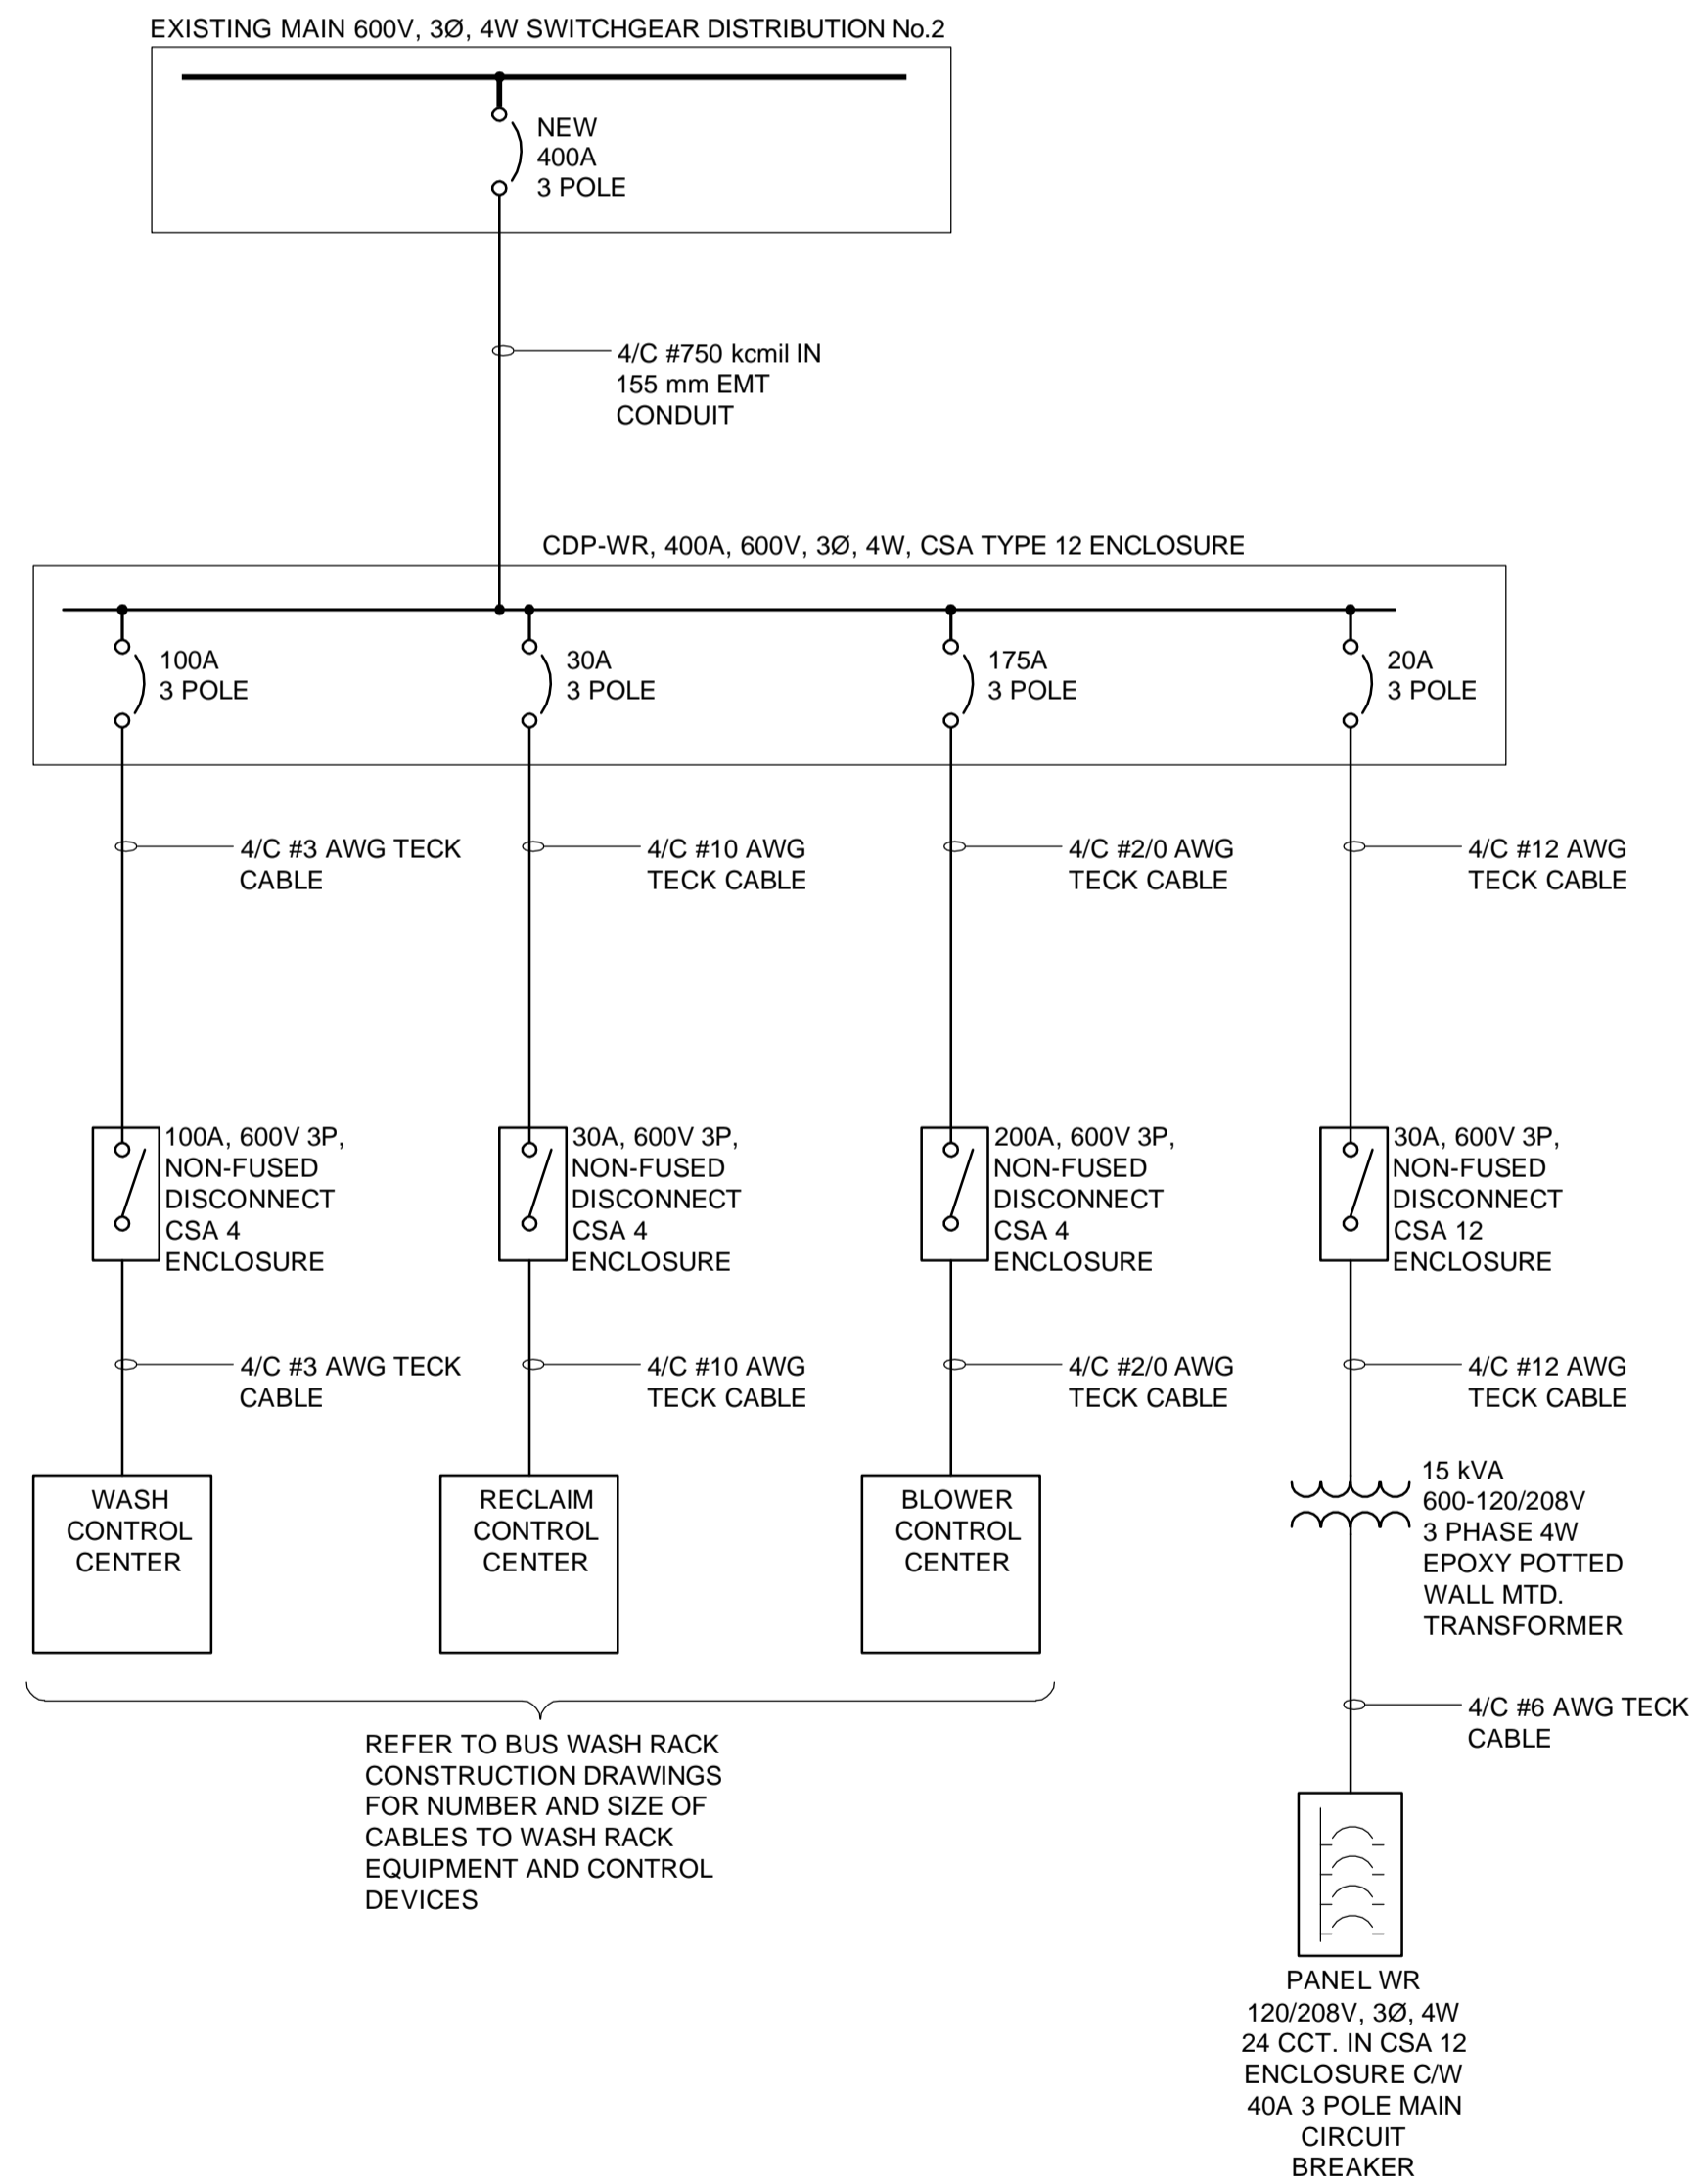 EXISTING MAIN 600V, 3Ø, 4W SWITCHGEAR DISTRIBUTION No.2
NEW
400A
3 POLE
4/C #750 kcmil IN
155 mm EMT
CONDUIT
CDP-WR, 400A, 600V, 3Ø, 4W, CSA TYPE 12 ENCLOSURE
100A
3 POLE
30A
3 POLE
175A
3 POLE
20A
3 POLE
4/C #3 AWG TECK
CABLE
4/C #10 AWG
TECK CABLE
4/C #2/0 AWG
TECK CABLE
4/C #12 AWG
TECK CABLE
100A, 600V 3P,
NON-FUSED
DISCONNECT
CSA 4
ENCLOSURE
30A, 600V 3P,
NON-FUSED
DISCONNECT
CSA 4
ENCLOSURE
200A, 600V 3P,
NON-FUSED
DISCONNECT
CSA 4
ENCLOSURE
30A, 600V 3P,
NON-FUSED
DISCONNECT
CSA 12
ENCLOSURE
4/C #3 AWG TECK
CABLE
4/C #10 AWG
TECK CABLE
4/C #2/0 AWG
TECK CABLE
4/C #12 AWG
TECK CABLE
WASH
CONTROL
CENTER
RECLAIM
CONTROL
CENTER
BLOWER
CONTROL
CENTER
15 kVA
600-120/208V
3 PHASE 4W
EPOXY POTTED
WALL MTD.
TRANSFORMER
4/C #6 AWG TECK
CABLE
REFER TO BUS WASH RACK
CONSTRUCTION DRAWINGS
FOR NUMBER AND SIZE OF
CABLES TO WASH RACK
EQUIPMENT AND CONTROL
DEVICES
PANEL WR
120/208V, 3Ø, 4W
24 CCT. IN CSA 12
ENCLOSURE C/W
40A 3 POLE MAIN
CIRCUIT
BREAKER